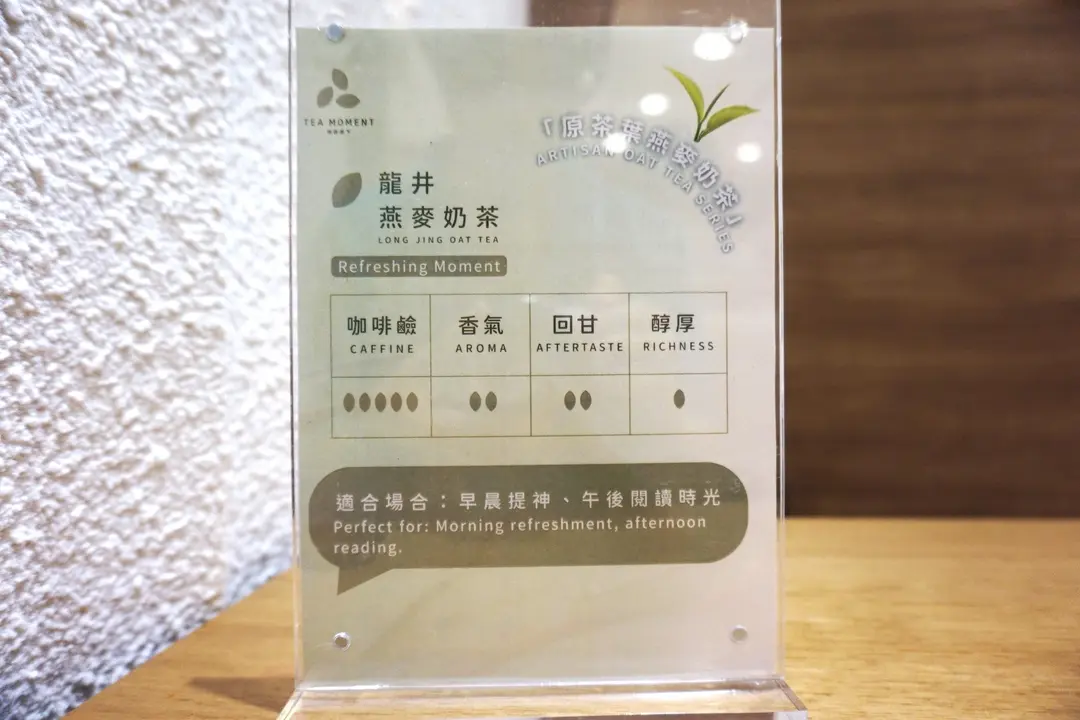 TEA MOMENT
「原茶葉燕麥奶茶」
ARTISAN OAT TEA SERIES
龍井
燕麥奶茶
LONG JING OAT TEA
Refreshing Moment
咖啡鹼 香氣 回甘 醇厚
CAFFINE AROMA AFTERTASTE RICHNESS
適合場合：早晨提神、午後閱讀時光
Perfect for: Morning refreshment, afternoon
reading.